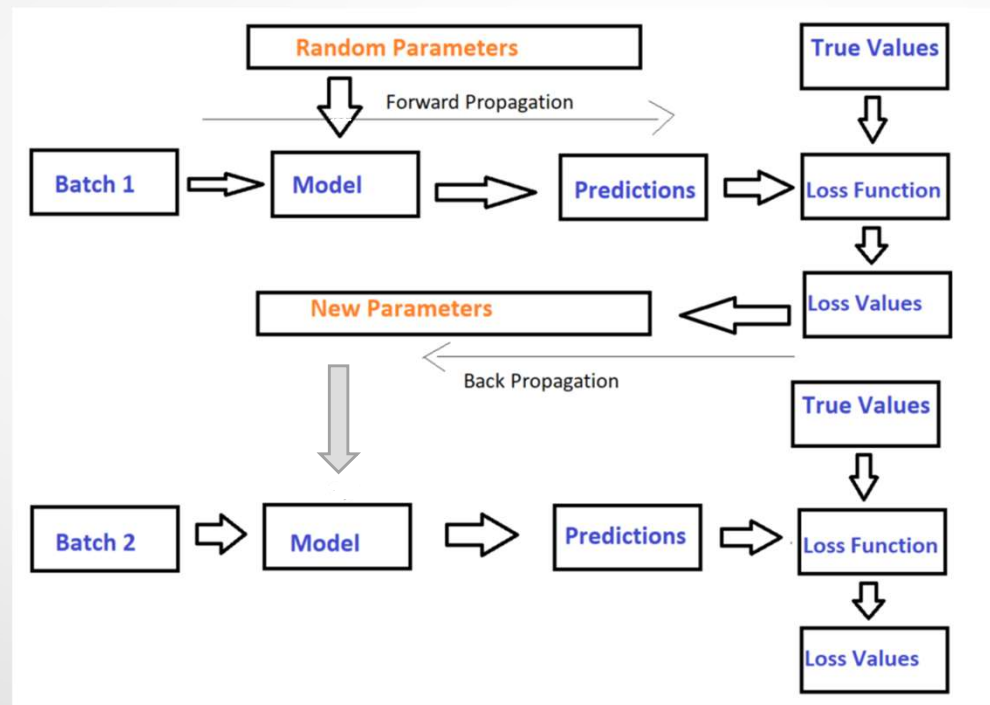 Random Parameters
True Values
Forward Propagation
Batch 1
Model
Predictions
Loss Function
New Parameters
Loss Values
Back Propagation
True Values
Batch 2
Model
Predictions
Loss Function
Loss Values